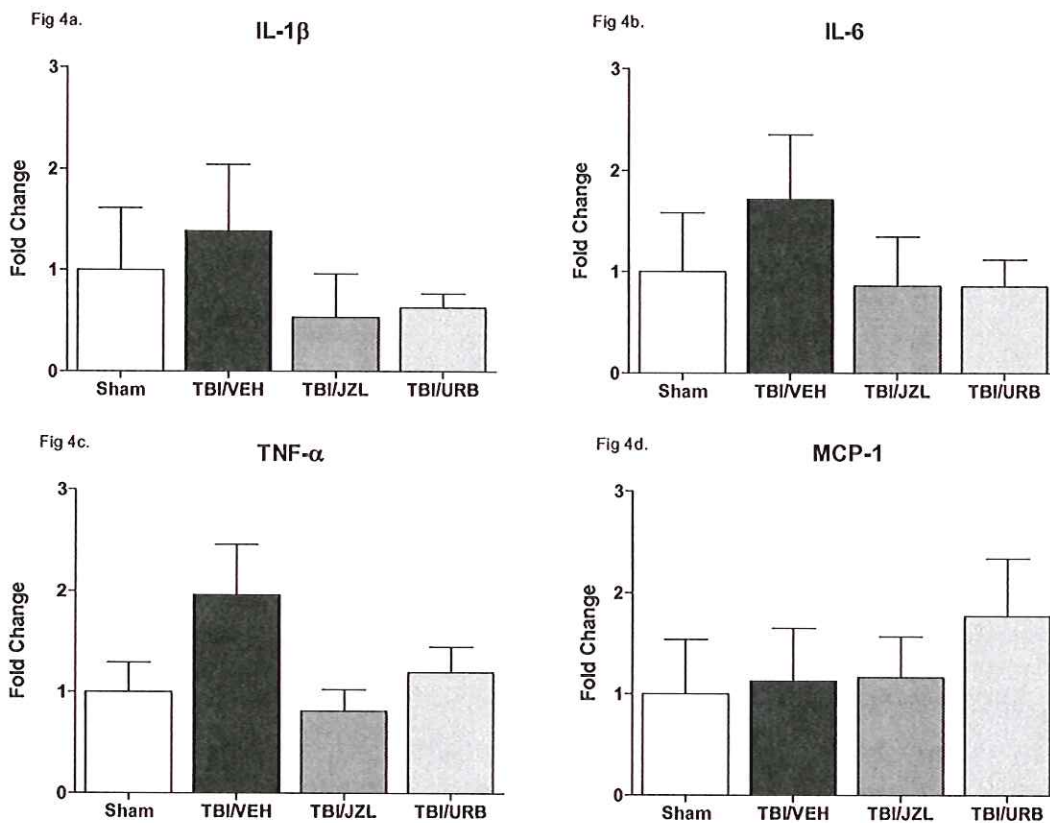 Fig 4a.
IL-1β
Fold Change
3
2
1
0
Sham TBI/VEH TBI/JZL TBI/URB
Fig 4b.
IL-6
Fold Change
3
2
1
0
Sham TBI/VEH TBI/JZL TBI/URB
Fig 4c.
TNF-α
Fold Change
3
2
1
0
Sham TBI/VEH TBI/JZL TBI/URB
Fig 4d.
MCP-1
Fold Change
3
2
1
0
Sham TBI/VEH TBI/JZL TBI/URB